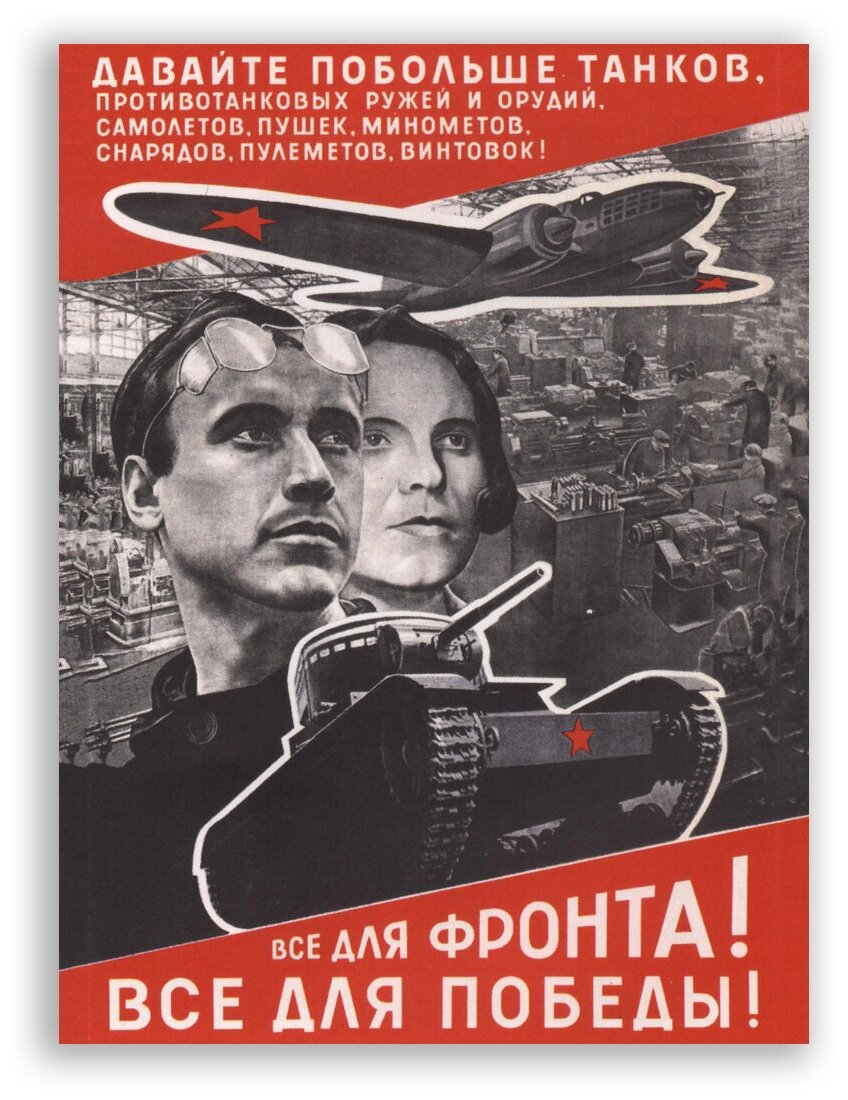 ДАВАЙТЕ ПОБОЛЬШЕ ТАНКОВ,
ПРОТИВОТАНКОВЫХ РУЖЕЙ И ОРУДИЙ,
САМОЛЕТОВ, ПУШЕК, МИНОМЕТОВ,
СНАРЯДОВ, ПУЛЕМЕТОВ, ВИНТОВОК!
ВСЕ ДЛЯ ФРОНТА!
ВСЕ ДЛЯ ПОБЕДЫ!